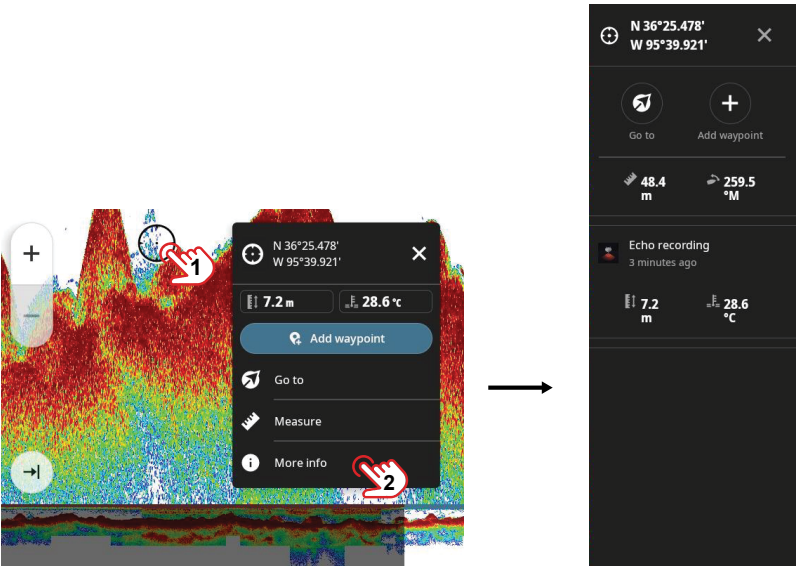 +
−
1
N 36°25.478'
W 95°39.921'
7.2 m
28.6 °C
Add waypoint
Go to
Measure
More info
2
N 36°25.478'
W 95°39.921'
Go to
Add waypoint
48.4
m
259.5
°M
Echo recording
3 minutes ago
7.2
m
28.6
°C